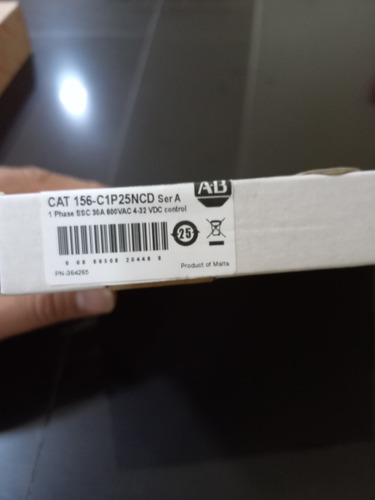 CAT 156-C1P25NCD Ser A
A-B
1 Phase SSC 30A 600VAC 4-32 VDC control
25
Product of Malta
PN-364265